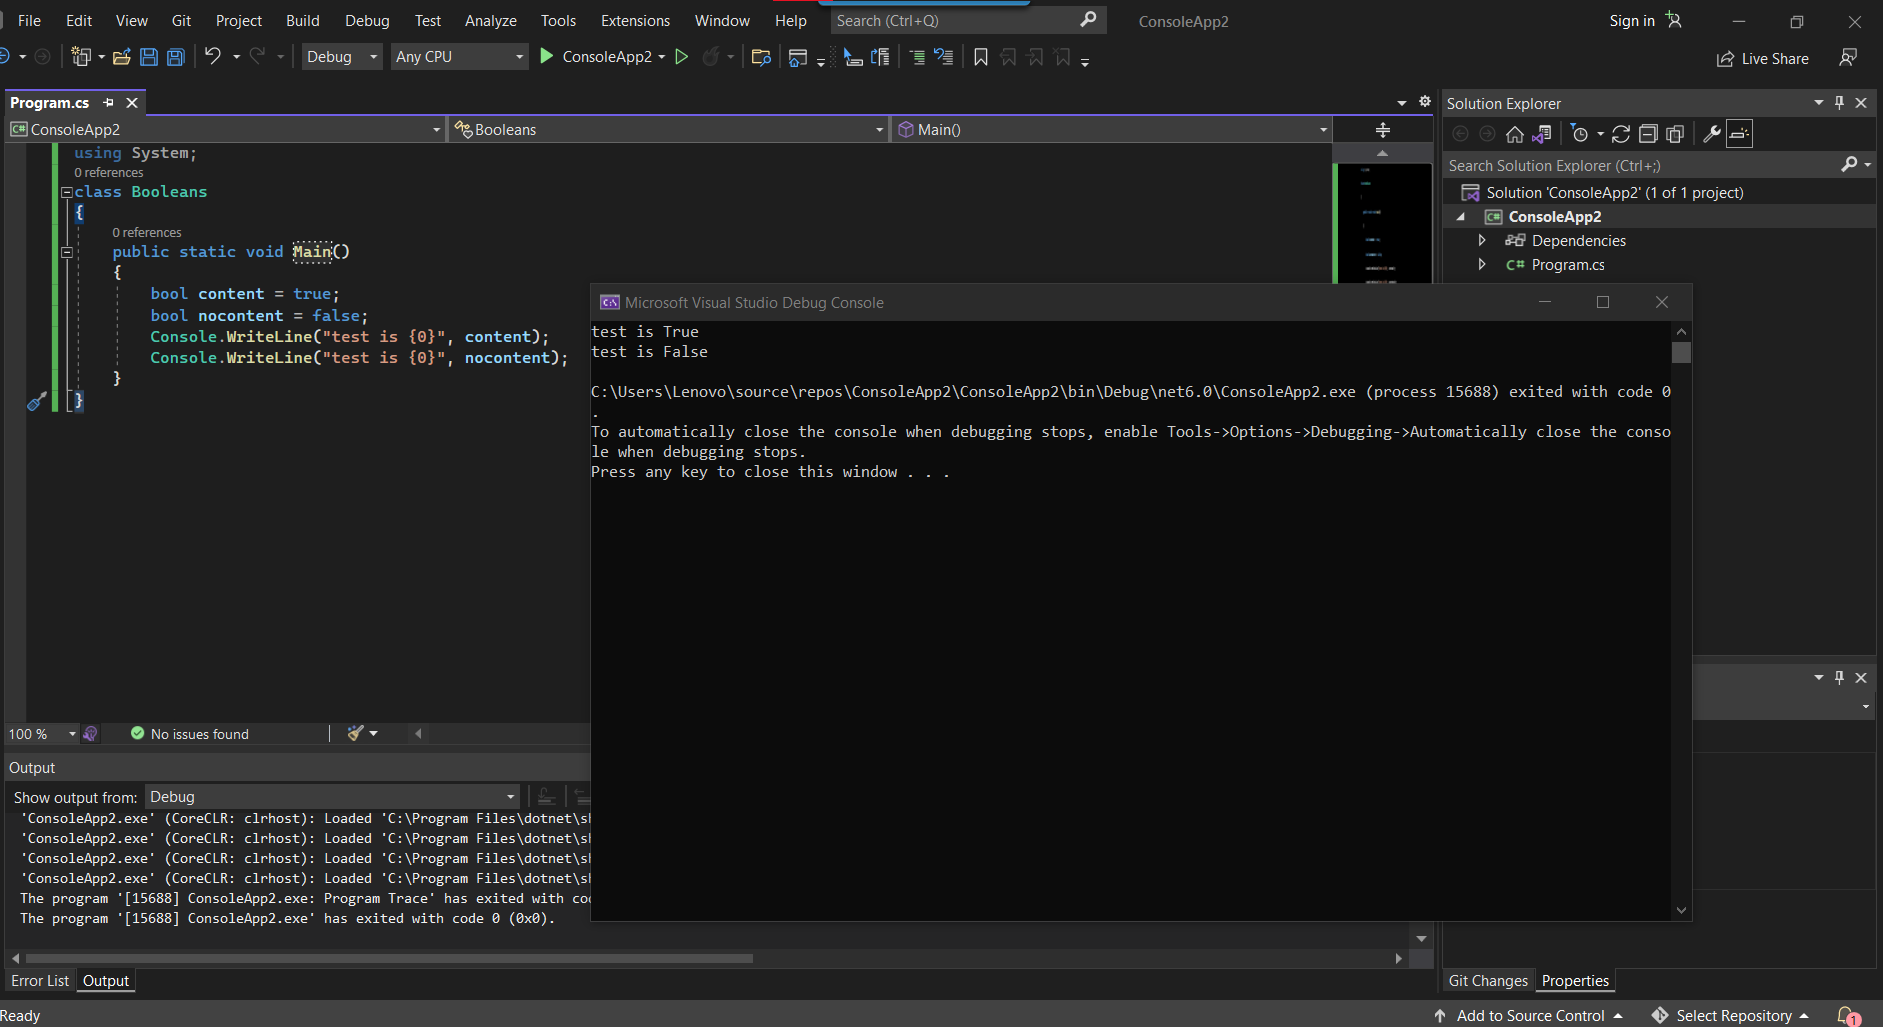 File Edit View Git Project Build Debug Test Analyze Tools Extensions Window Help Search (Ctrl+Q) ConsoleApp2 Sign in
Debug Any CPU ConsoleApp2 Live Share
Program.cs
ConsoleApp2 Booleans Main()
using System;
0 references
class Booleans
{
0 references
public static void Main()
{
bool content = true;
bool nocontent = false;
Console.WriteLine("test is {0}", content);
Console.WriteLine("test is {0}", nocontent);
}
}
Solution Explorer
Search Solution Explorer (Ctrl+;)
Solution 'ConsoleApp2' (1 of 1 project)
C# ConsoleApp2
Dependencies
C# Program.cs
Microsoft Visual Studio Debug Console
test is True
test is False
C:\Users\Lenovo\source\repos\ConsoleApp2\ConsoleApp2\bin\Debug\net6.0\ConsoleApp2.exe (process 15688) exited with code 0
.
To automatically close the console when debugging stops, enable Tools->Options->Debugging->Automatically close the conso
le when debugging stops.
Press any key to close this window . . .
100 % No issues found
Output
Show output from: Debug
'ConsoleApp2.exe' (CoreCLR: clrhost): Loaded 'C:\Program Files\dotnet\sh
'ConsoleApp2.exe' (CoreCLR: clrhost): Loaded 'C:\Program Files\dotnet\sh
'ConsoleApp2.exe' (CoreCLR: clrhost): Loaded 'C:\Program Files\dotnet\sh
'ConsoleApp2.exe' (CoreCLR: clrhost): Loaded 'C:\Program Files\dotnet\sh
The program '[15688] ConsoleApp2.exe: Program Trace' has exited with co
The program '[15688] ConsoleApp2.exe' has exited with code 0 (0x0).
Error List Output
Git Changes Properties
Ready Add to Source Control Select Repository 1